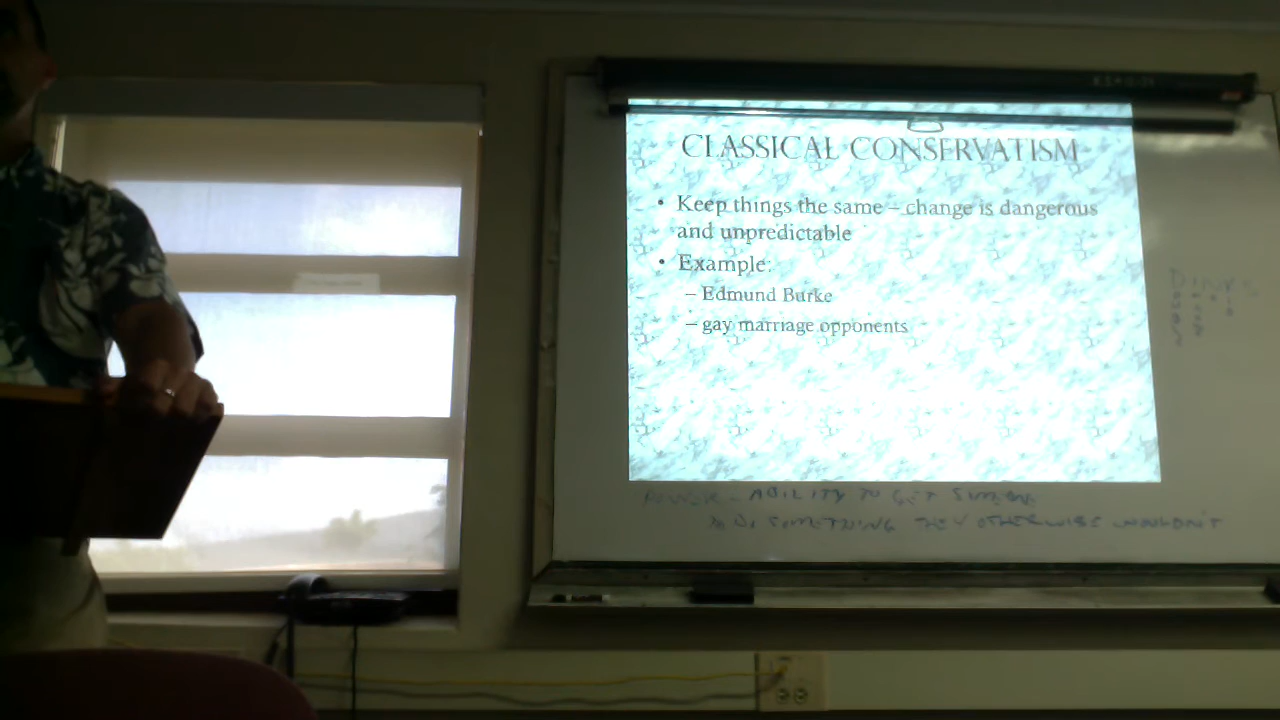 CLASSICAL CONSERVATISM
• Keep things the same – change is dangerous
and unpredictable
• Example:
– Edmund Burke
– gay marriage opponents
POWER – ABILITY TO GET SOMEONE
TO DO SOMETHING THEY OTHERWISE WOULDN'T